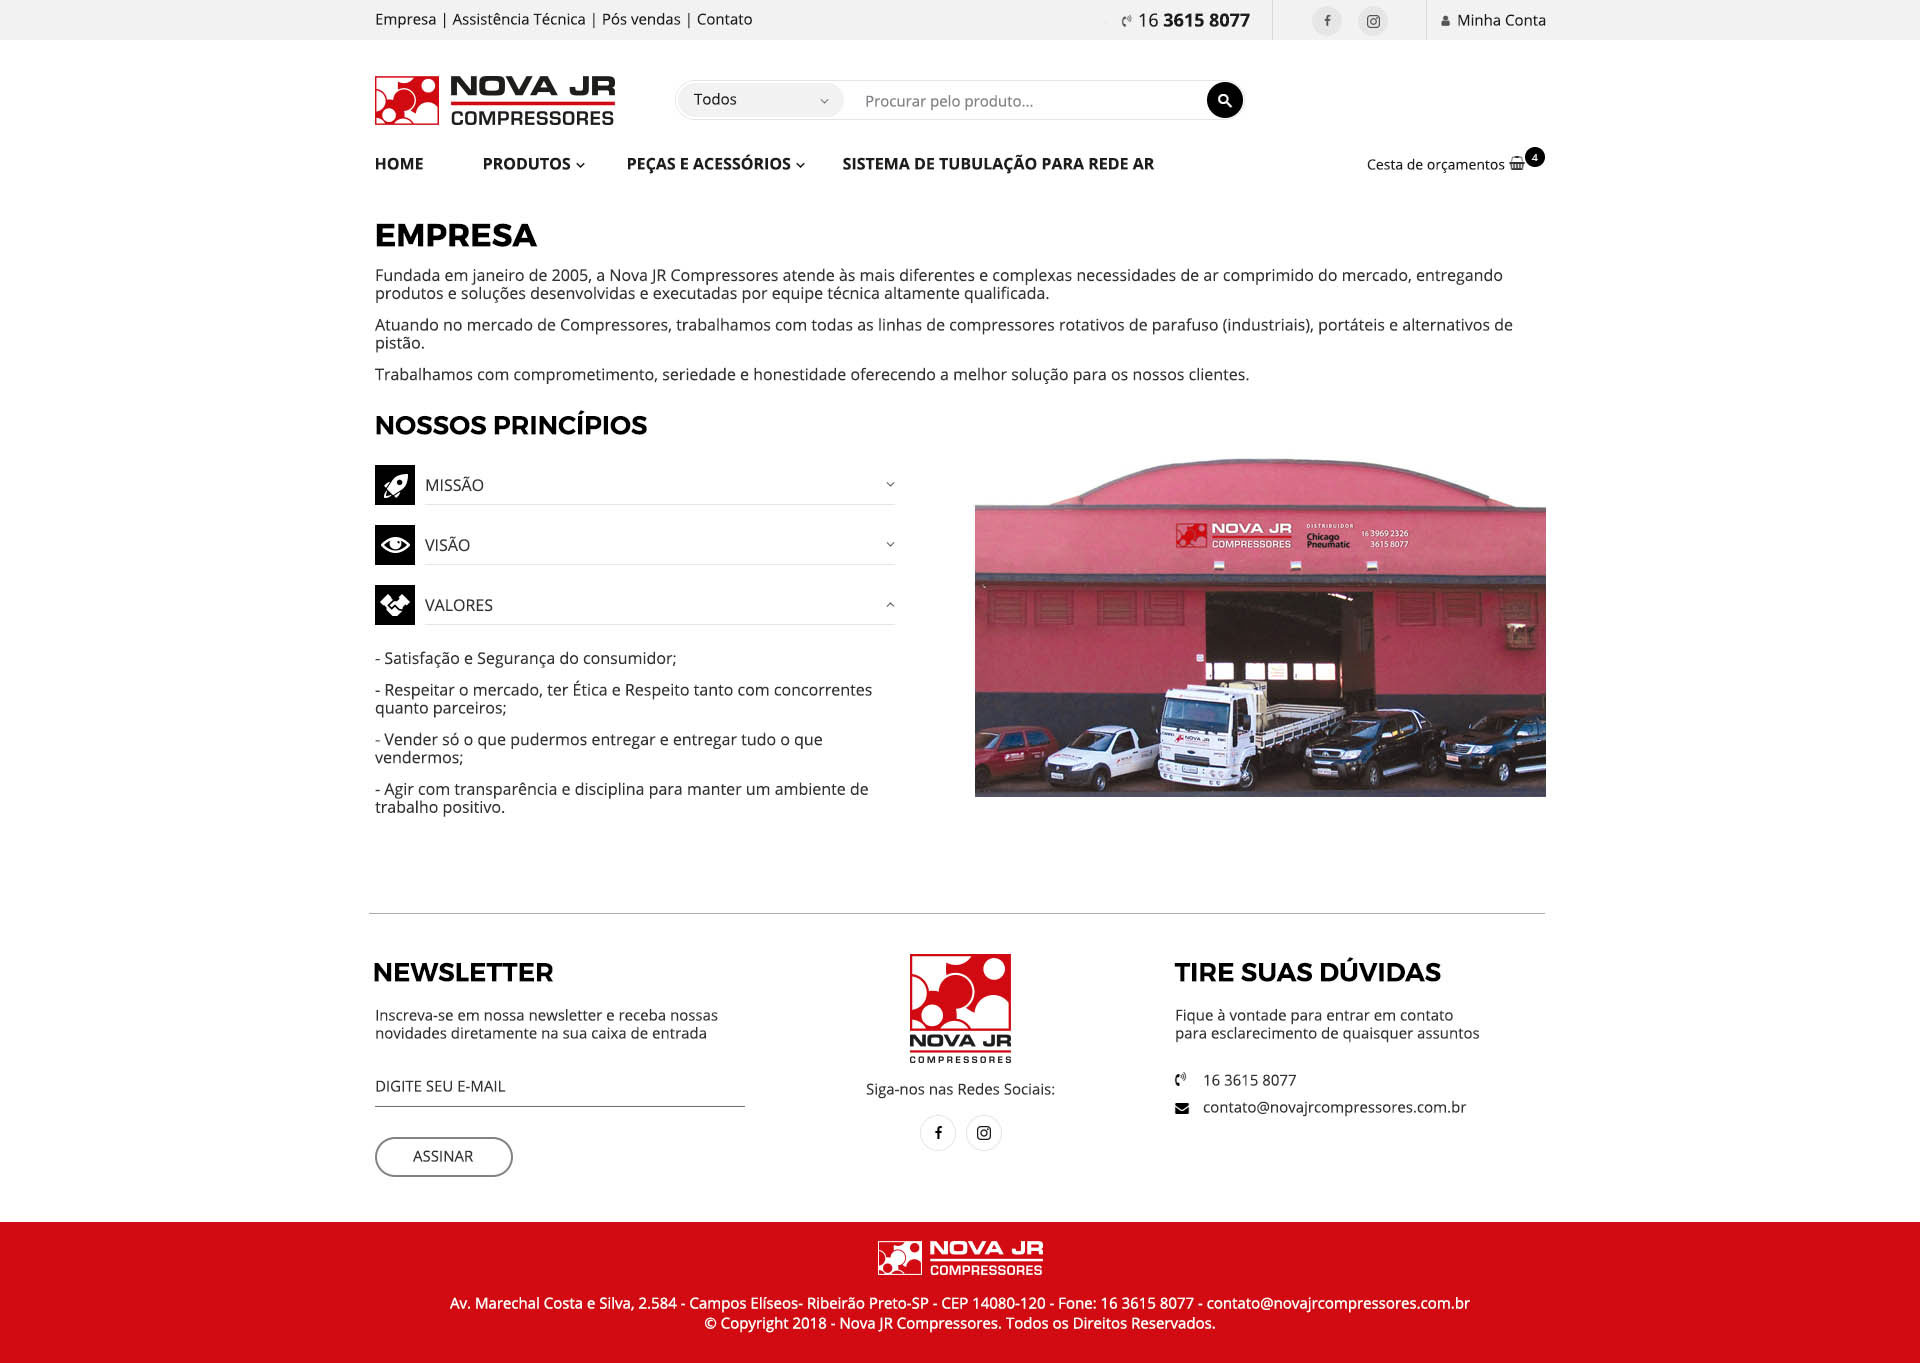 Empresa | Assistência Técnica | Pós vendas | Contato
16 3615 8077
Minha Conta
NOVA JR
COMPRESSORES
Todos
Procurar pelo produto...
HOME
PRODUTOS
PEÇAS E ACESSÓRIOS
SISTEMA DE TUBULAÇÃO PARA REDE AR
Cesta de orçamentos
4
EMPRESA
Fundada em janeiro de 2005, a Nova JR Compressores atende às mais diferentes e complexas necessidades de ar comprimido do mercado, entregando
produtos e soluções desenvolvidas e executadas por equipe técnica altamente qualificada.
Atuando no mercado de Compressores, trabalhamos com todas as linhas de compressores rotativos de parafuso (industriais), portáteis e alternativos de
pistão.
Trabalhamos com comprometimento, seriedade e honestidade oferecendo a melhor solução para os nossos clientes.
NOSSOS PRINCÍPIOS
MISSÃO
VISÃO
VALORES
- Satisfação e Segurança do consumidor;
- Respeitar o mercado, ter Ética e Respeito tanto com concorrentes
quanto parceiros;
- Vender só o que pudermos entregar e entregar tudo o que
vendermos;
- Agir com transparência e disciplina para manter um ambiente de
trabalho positivo.
NOVA JR
COMPRESSORES
DISTRIBUIDOR
Chicago
Pneumatic
16 3969 2326
3615 8077
NOVA JR
NEWSLETTER
Inscreva-se em nossa newsletter e receba nossas
novidades diretamente na sua caixa de entrada
DIGITE SEU E-MAIL
ASSINAR
NOVA JR
COMPRESSORES
Siga-nos nas Redes Sociais:
TIRE SUAS DÚVIDAS
Fique à vontade para entrar em contato
para esclarecimento de quaisquer assuntos
16 3615 8077
contato@novajrcompressores.com.br
NOVA JR
COMPRESSORES
Av. Marechal Costa e Silva, 2.584 - Campos Elíseos- Ribeirão Preto-SP - CEP 14080-120 - Fone: 16 3615 8077 - contato@novajrcompressores.com.br
© Copyright 2018 - Nova JR Compressores. Todos os Direitos Reservados.